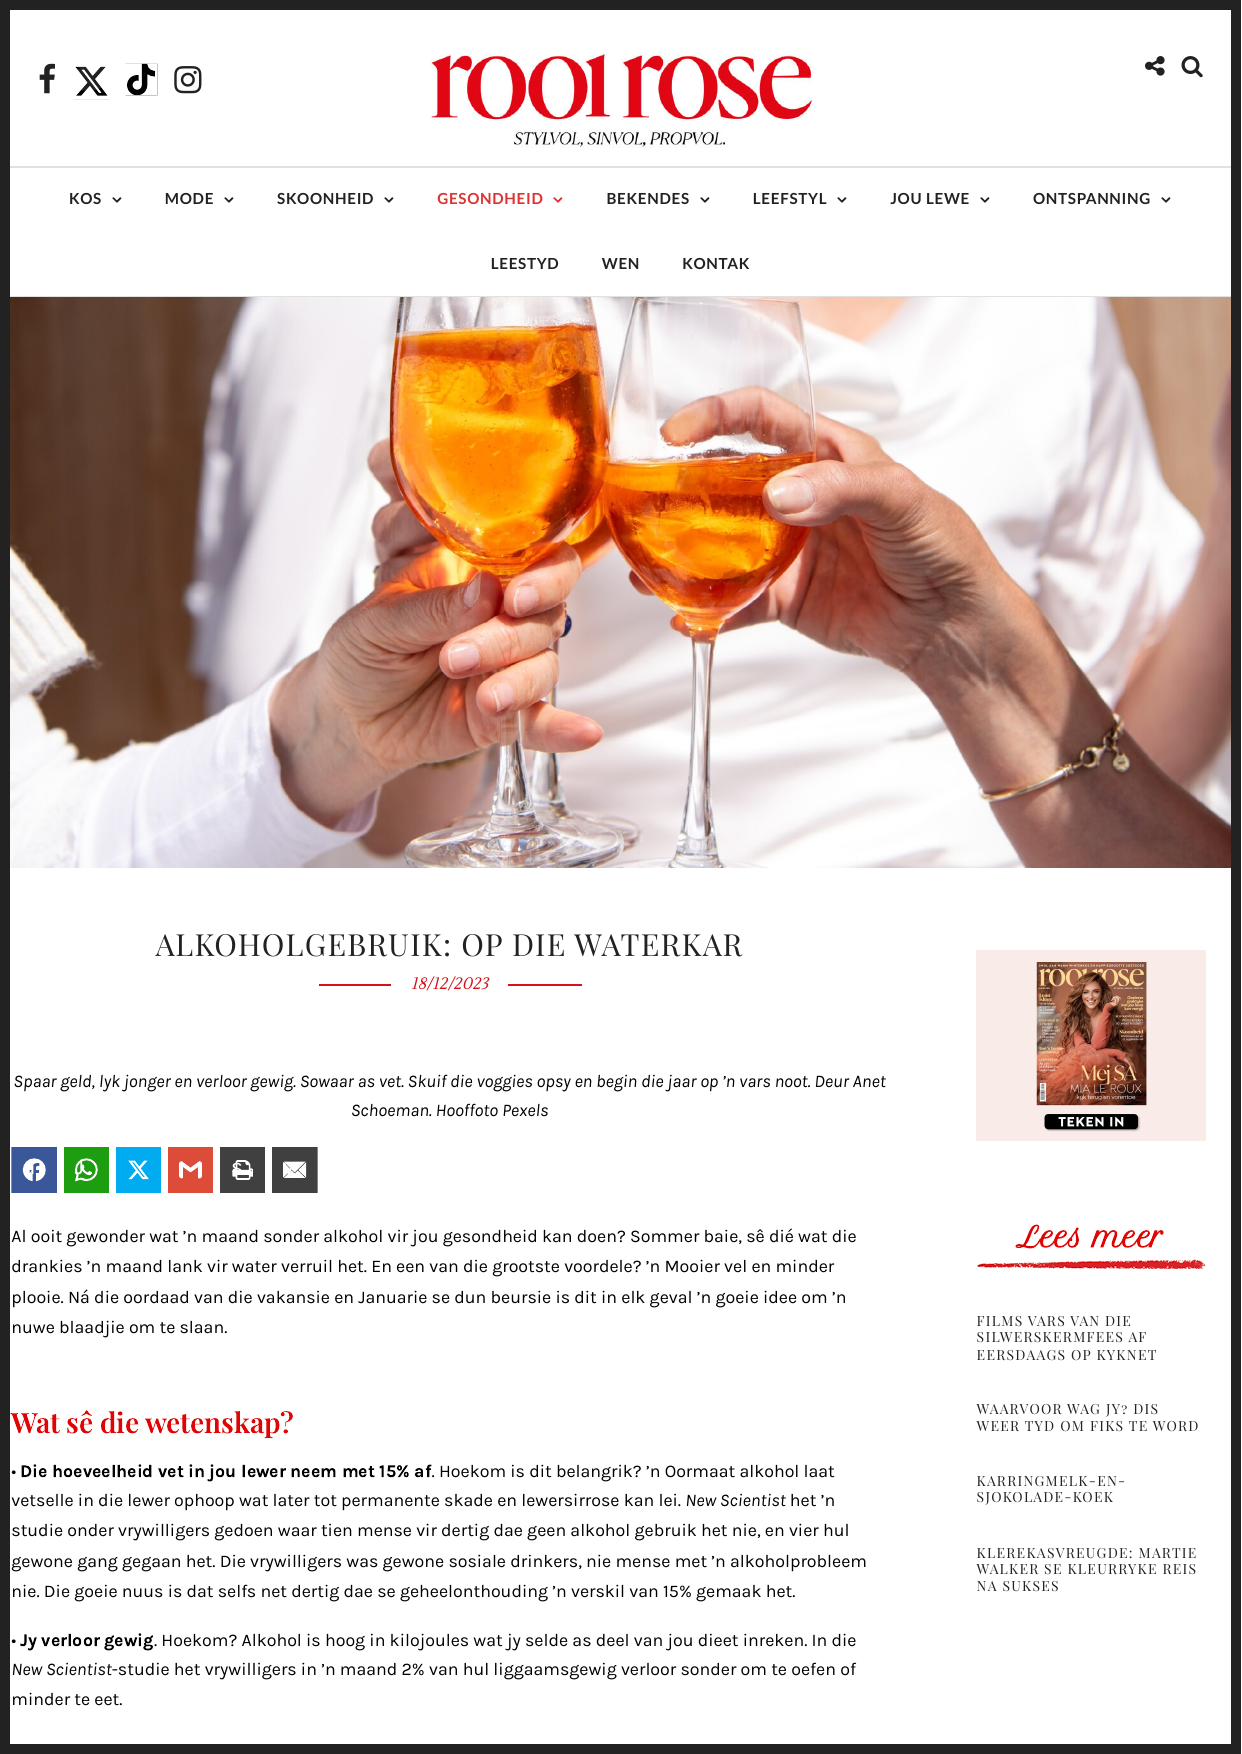 rooi rose
STYLVOL, SINVOL, PROPVOL.
KOS
MODE
SKOONHEID
GESONDHEID
BEKENDES
LEEFSTYL
JOU LEWE
ONTSPANNING
LEESTYD
WEN
KONTAK
ALKOHOLGEBRUIK: OP DIE WATERKAR
18/12/2023
Spaar geld, lyk jonger en verloor gewig. Sowaar as vet. Skuif die voggies opsy en begin die jaar op ’n vars noot. Deur Anet
Schoeman. Hooffoto Pexels
Al ooit gewonder wat ’n maand sonder alkohol vir jou gesondheid kan doen? Sommer baie, sê dié wat die
drankies ’n maand lank vir water verruil het. En een van die grootste voordele? ’n Mooier vel en minder
plooie. Ná die oordaad van die vakansie en Januarie se dun beursie is dit in elk geval ’n goeie idee om ’n
nuwe blaadjie om te slaan.
Wat sê die wetenskap?
• Die hoeveelheid vet in jou lewer neem met 15% af. Hoekom is dit belangrik? ’n Oormaat alkohol laat
vetselle in die lewer ophoop wat later tot permanente skade en lewersirrose kan lei. New Scientist het ’n
studie onder vrywilligers gedoen waar tien mense vir dertig dae geen alkohol gebruik het nie, en vier hul
gewone gang gegaan het. Die vrywilligers was gewone sosiale drinkers, nie mense met ’n alkoholprobleem
nie. Die goeie nuus is dat selfs net dertig dae se geheelonthouding ’n verskil van 15% gemaak het.
• Jy verloor gewig. Hoekom? Alkohol is hoog in kilojoules wat jy selde as deel van jou dieet inreken. In die
New Scientist-studie het vrywilligers in ’n maand 2% van hul liggaamsgewig verloor sonder om te oefen of
minder te eet.
rooi rose
Mej SA
MIA LE ROUX
kyk terug en vorentoe
TEKEN IN
Lees meer
FILMS VARS VAN DIE
SILWERSKERMFEES AF
EERSDAAGS OP KYKNET
WAARVOOR WAG JY? DIS
WEER TYD OM FIKS TE WORD
KARRINGMELK-EN-
SJOKOLADE-KOEK
KLEREKASVREUGDE: MARTIE
WALKER SE KLEURRYKE REIS
NA SUKSES